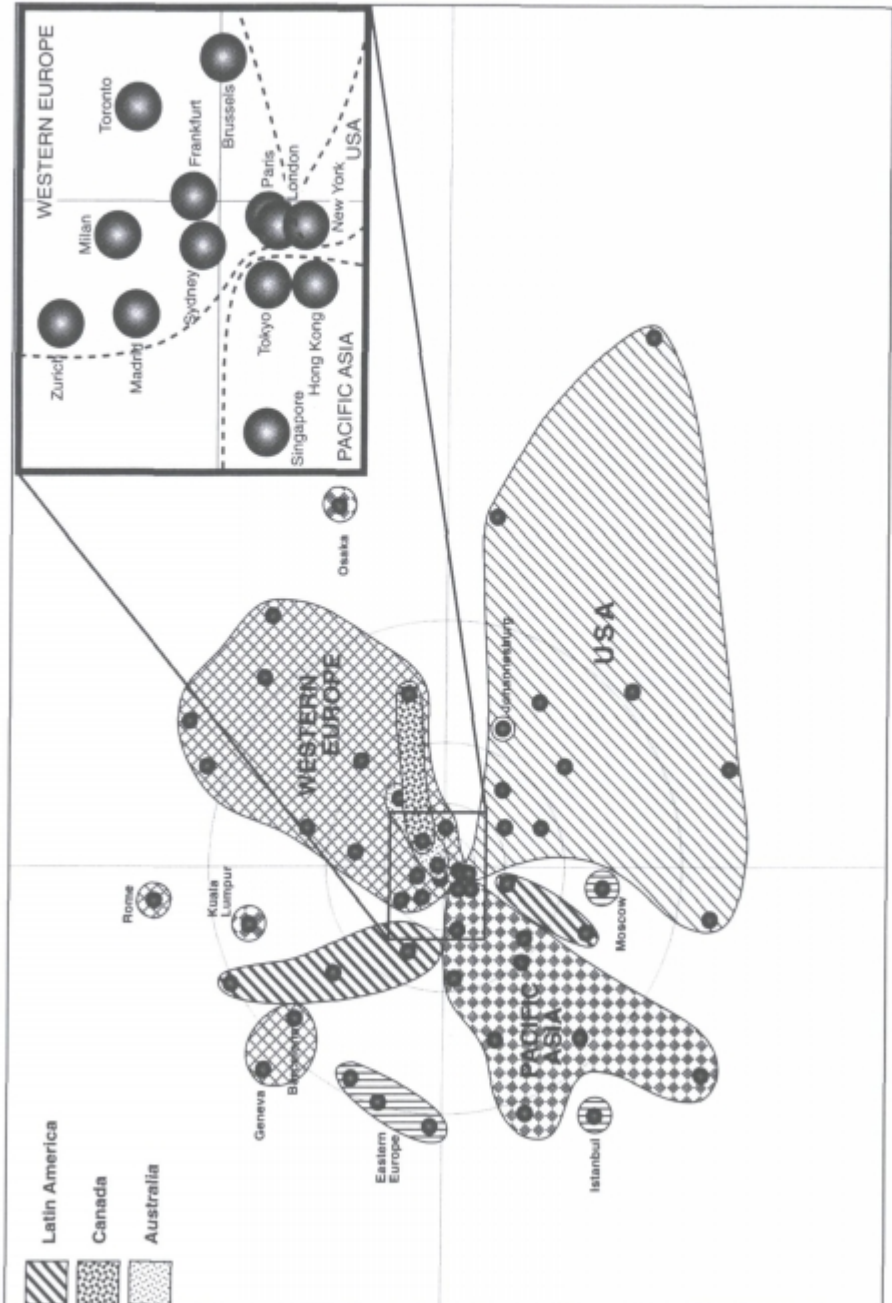 WESTERN EUROPE
Zurich
Milan
Toronto
Madrid
Frankfurt
Sydney
Brussels
Paris
Tokyo
London
USA
Hong Kong
New York
Singapore
PACIFIC ASIA
Latin America
Canada
Australia
Rome
Kuala
Lumpur
Geneva
Barcelona
WESTERN
EUROPE
Osaka
Eastern
Europe
Johannesburg
PACIFIC
ASIA
USA
Istanbul
Moscow